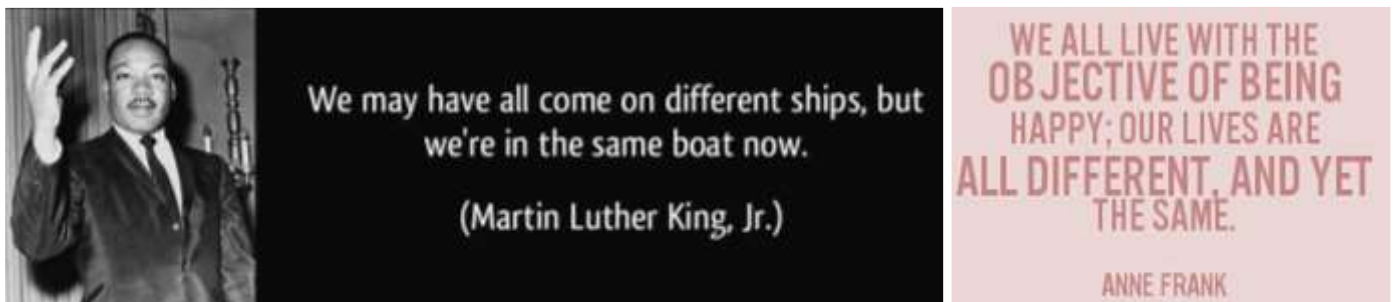 We may have all come on different ships, but
we're in the same boat now.
(Martin Luther King, Jr.)
WE ALL LIVE WITH THE
OBJECTIVE OF BEING
HAPPY; OUR LIVES ARE
ALL DIFFERENT, AND YET
THE SAME.
ANNE FRANK